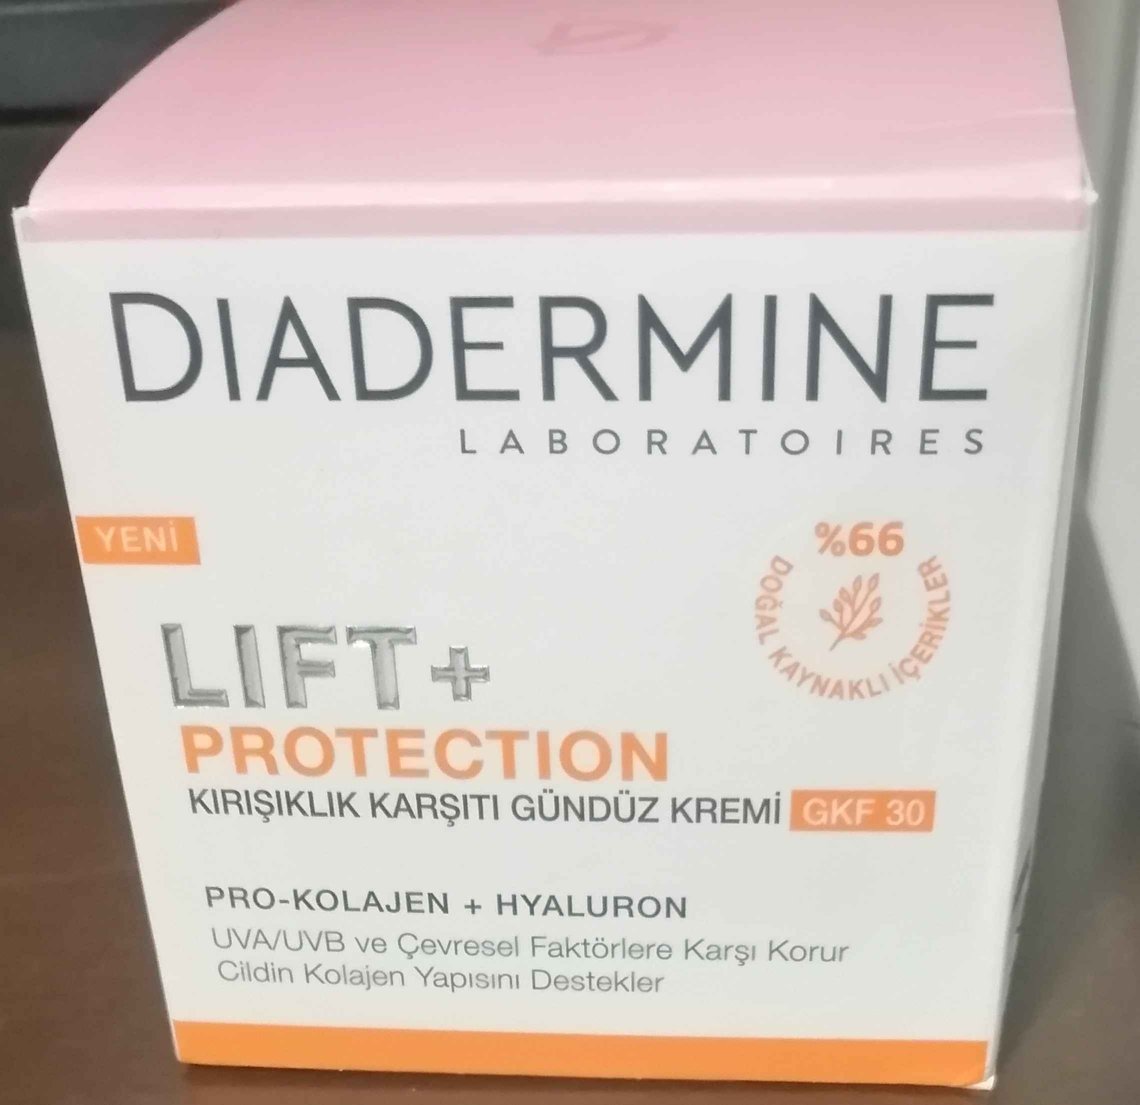 DIADERMINE
LABORATOIRES
YENİ
%66
DOĞAL KAYNAKLI İÇERİKLER
LIFT+
PROTECTION
KIRIŞIKLIK KARŞITI GÜNDÜZ KREMİ GKF 30
PRO-KOLAJEN + HYALURON
UVA/UVB ve Çevresel Faktörlere Karşı Korur
Cildin Kolajen Yapısını Destekler